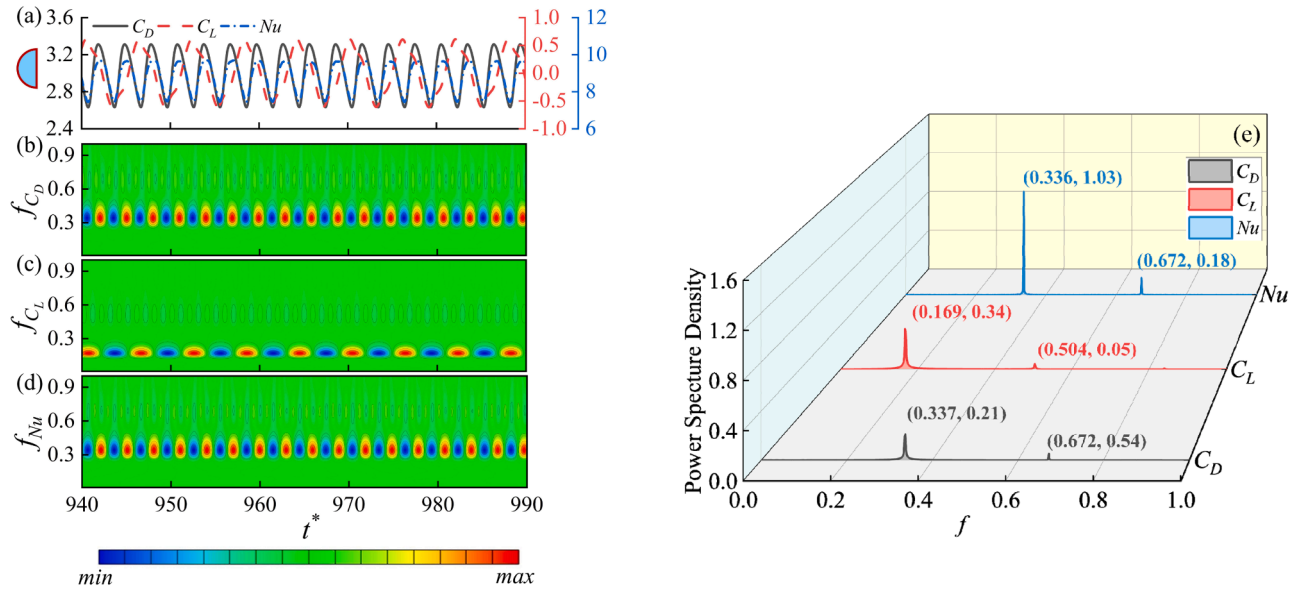 (a)
3.6
3.2
2.8
2.4
C_D
C_L
Nu
1.0
0.5
0.0
-0.5
-1.0
12
10
8
6
(b)
0.9
0.6
0.3
f_{C_D}
(c)
0.9
0.6
0.3
f_{C_L}
(d)
0.9
0.6
0.3
f_{Nu}
940
950
960
970
980
990
t*
min
max
(e)
C_D
C_L
Nu
(0.336, 1.03)
(0.672, 0.18)
Nu
(0.169, 0.34)
(0.504, 0.05)
C_L
(0.337, 0.21)
(0.672, 0.54)
C_D
Power Specture Density
1.6
1.2
0.8
0.4
0.0
0.0
0.2
0.4
0.6
0.8
1.0
f